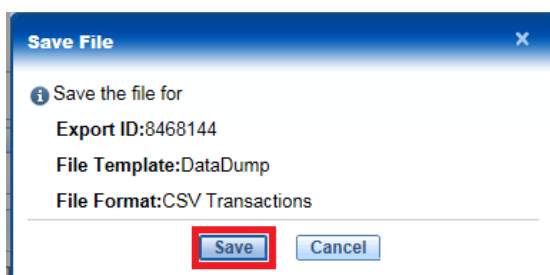 Save File
Save the file for
Export ID:8468144
File Template:DataDump
File Format:CSV Transactions
Save Cancel